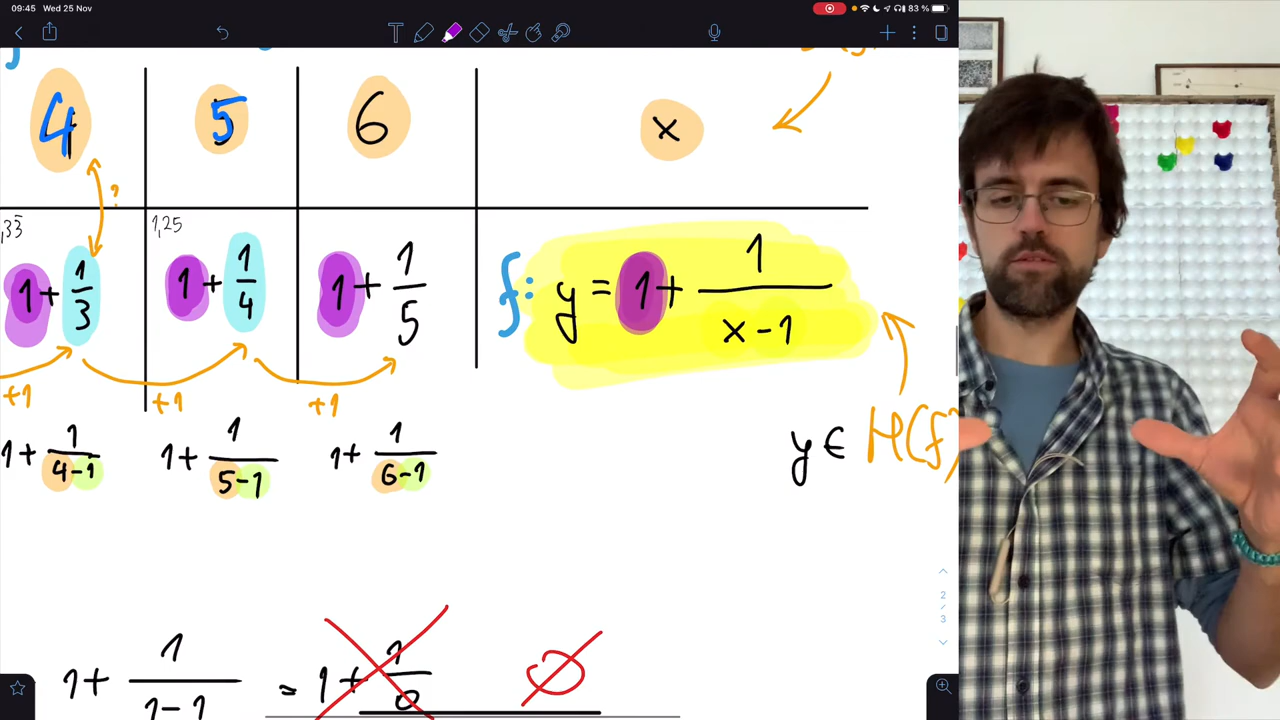 09:45 Wed 25 Nov
83 %
4 5 6 x
?
,33̅ 1,25
1 + 1/3 1 + 1/4 1 + 1/5 f: y = 1 + 1/(x-1)
+1 +1 +1
1 + 1/(4-1) 1 + 1/(5-1) 1 + 1/(6-1)
y ∈ H(f)
2
/
3
1 + 1/(1-1) = 1 + 1/0